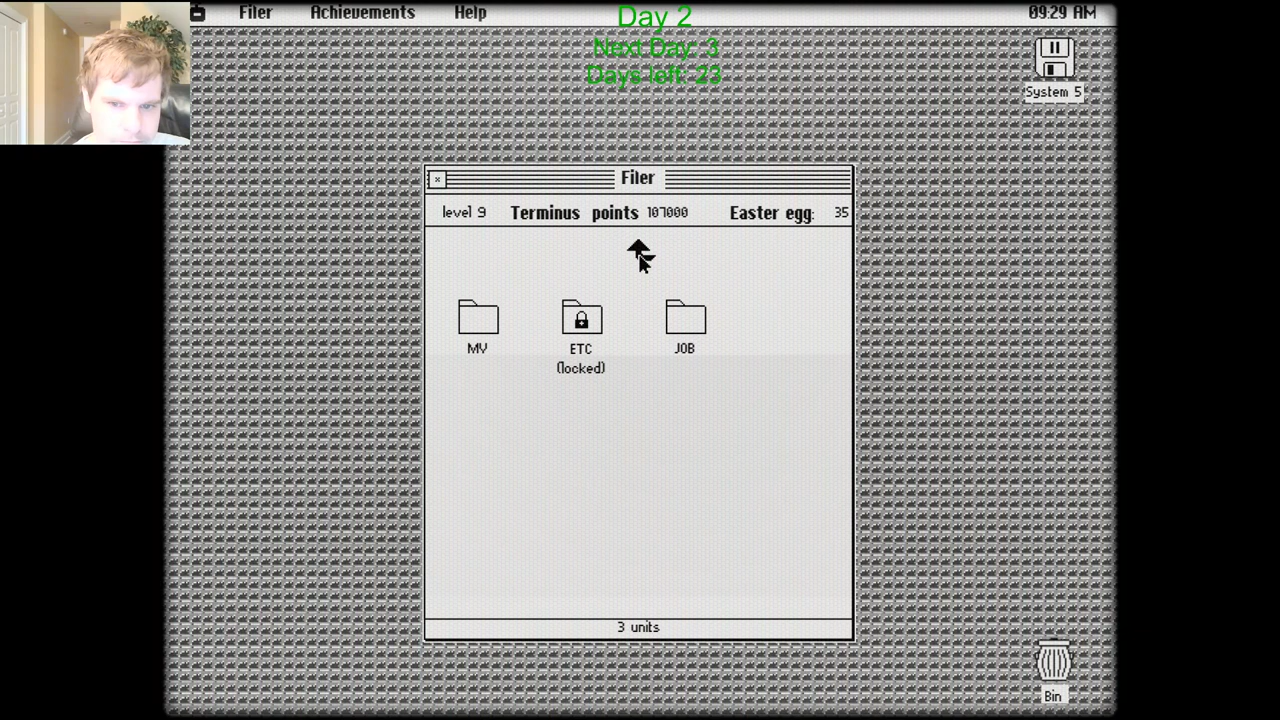 Filer Achievements Help
Day 2
09:29 AM
Next Day: 3
Days left: 23
System 5
Filer
level 9 Terminus points 107000 Easter egg: 35
MV ETC JOB
(locked)
3 units
Bin